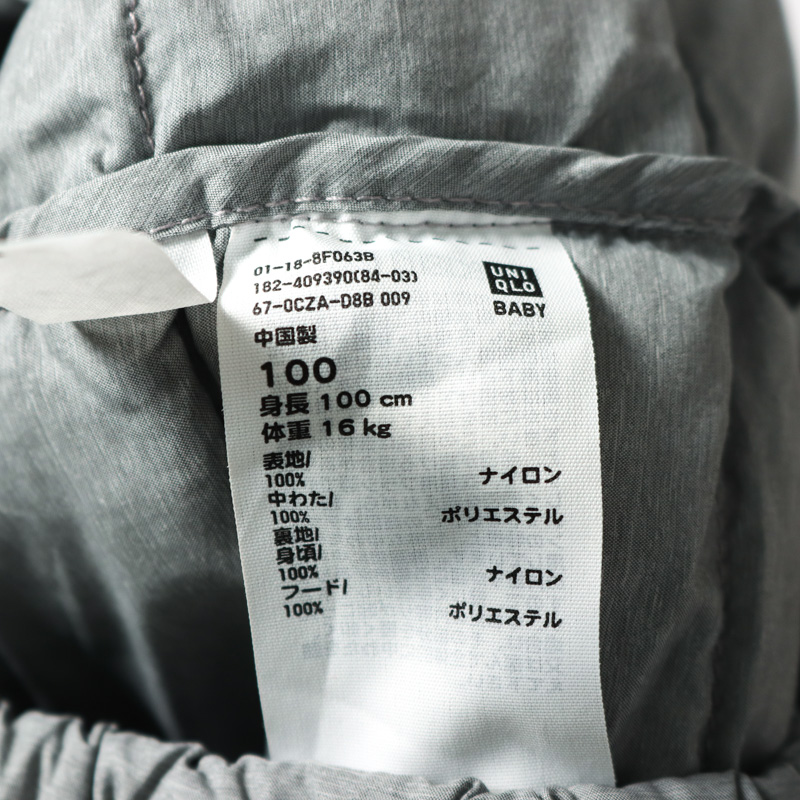 01-18-8F063B
182-409390(84-03)
67-0CZA-D8B 009
UNI
QLO
BABY
中国製
100
身長 100 cm
体重 16 kg
表地/
100% ナイロン
中わた/
100% ポリエステル
裏地/
身頃/
100% ナイロン
フード/
100% ポリエステル